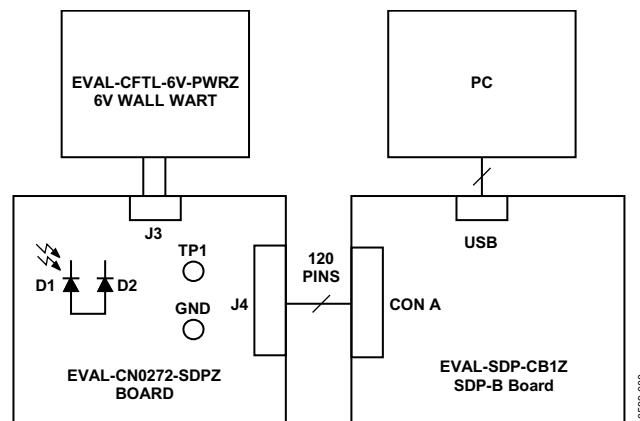 EVAL-CFTL-6V-PWRZ
6V WALL WART
PC
J3
USB
TP1
D1
D2
GND
J4
120
PINS
CON A
EVAL-CN0272-SDPZ
BOARD
EVAL-SDP-CB1Z
SDP-B Board